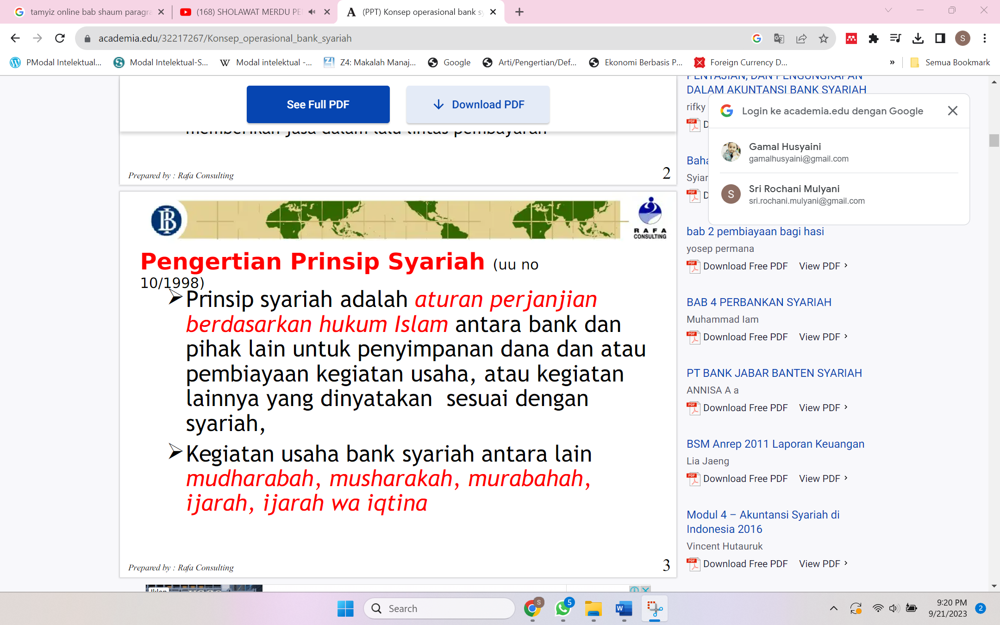 tamyiz online bab shaum paragra
(168) SHOLAWAT MERDU PE
(PPT) Konsep operasional bank s
academia.edu/32217267/Konsep_operasional_bank_syariah
S
PModal Intelektual...
Modal Intelektual-S...
Modal intelektual -...
Z4: Makalah Manaj...
Google
Arti/Pengertian/Def...
Ekonomi Berbasis P...
Foreign Currency D...
»
Semua Bookmark
See Full PDF
Download PDF
memberikan jasa dalam lalu lintas pembayaran
Prepared by : Rafa Consulting
2
RAFA
CONSULTING
Pengertian Prinsip Syariah (uu no
10/1998)
Prinsip syariah adalah aturan perjanjian
berdasarkan hukum Islam antara bank dan
pihak lain untuk penyimpanan dana dan atau
pembiayaan kegiatan usaha, atau kegiatan
lainnya yang dinyatakan sesuai dengan
syariah,
Kegiatan usaha bank syariah antara lain
mudharabah, musharakah, murabahah,
ijarah, ijarah wa iqtina
Prepared by : Rafa Consulting
3
Iklan
PENYAJIAN, DAN PENGUNGKAPAN
DALAM AKUNTANSI BANK SYARIAH
rifky
D
Baha
Syiar
D
Login ke academia.edu dengan Google
Gamal Husyaini
gamalhusyaini@gmail.com
S
Sri Rochani Mulyani
sri.rochani.mulyani@gmail.com
bab 2 pembiayaan bagi hasi
yosep permana
Download Free PDF View PDF
BAB 4 PERBANKAN SYARIAH
Muhammad Iam
Download Free PDF View PDF
PT BANK JABAR BANTEN SYARIAH
ANNISA A a
Download Free PDF View PDF
BSM Anrep 2011 Laporan Keuangan
Lia Jaeng
Download Free PDF View PDF
Modul 4 – Akuntansi Syariah di
Indonesia 2016
Vincent Hutauruk
Download Free PDF View PDF
Search
S
5
9:20 PM
9/21/2023
2